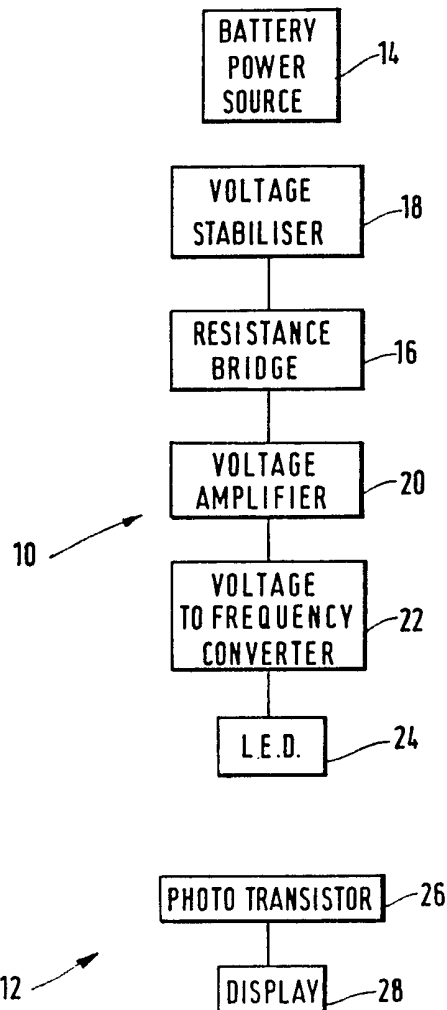 BATTERY
POWER
SOURCE
14
VOLTAGE
STABILISER
18
RESISTANCE
BRIDGE
16
VOLTAGE
AMPLIFIER
20
10
VOLTAGE
TO FREQUENCY
CONVERTER
22
L.E.D.
24
PHOTO TRANSISTOR
26
12
DISPLAY
28